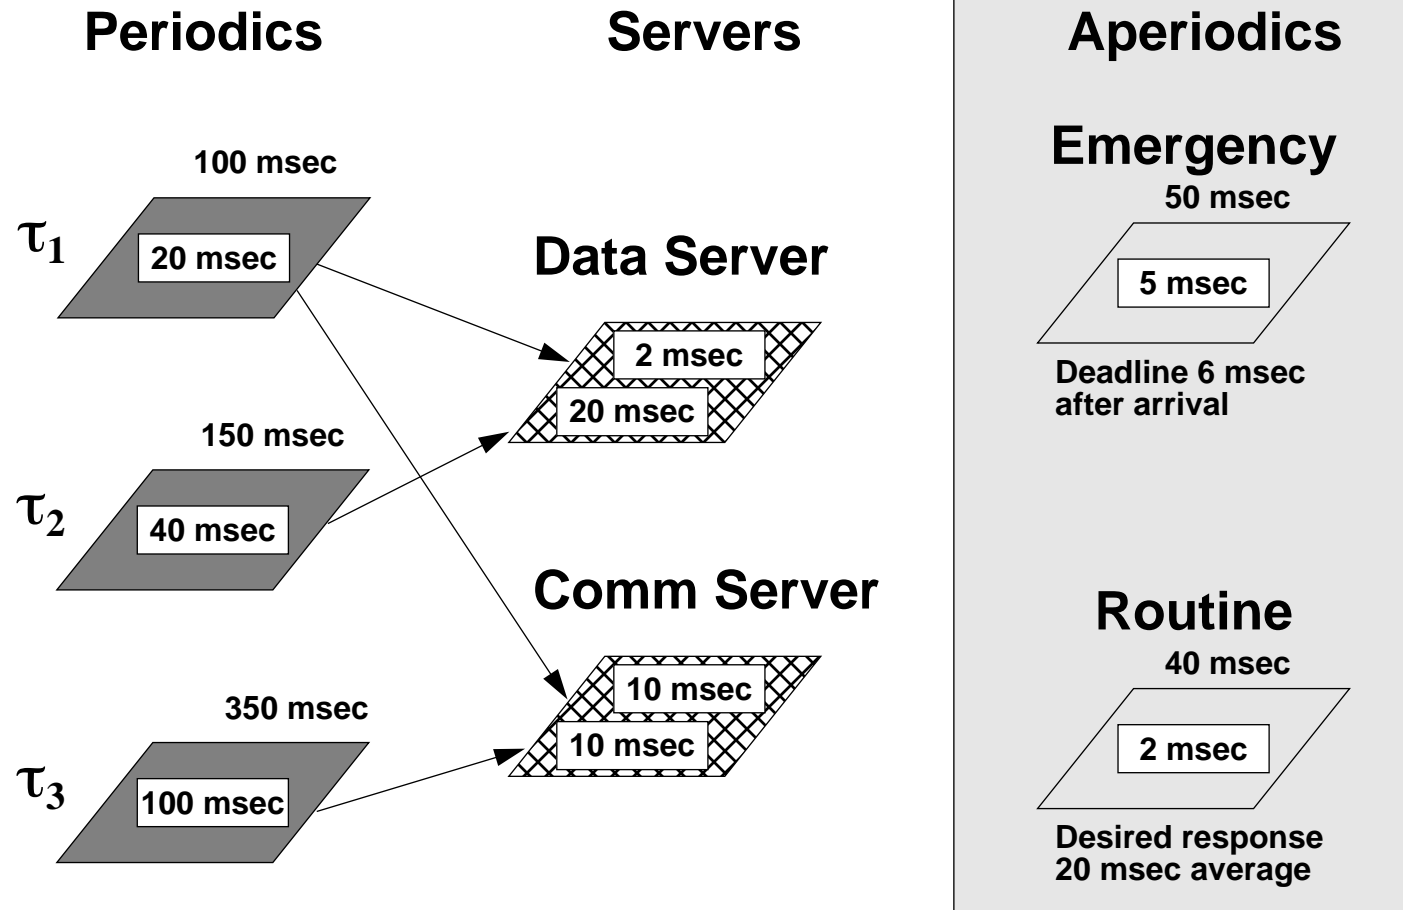 Periodics
Servers
Aperiodics
100 msec
τ1
20 msec
150 msec
τ2
40 msec
350 msec
τ3
100 msec
Data Server
2 msec
20 msec
Comm Server
10 msec
10 msec
Emergency
50 msec
5 msec
Deadline 6 msec
after arrival
Routine
40 msec
2 msec
Desired response
20 msec average